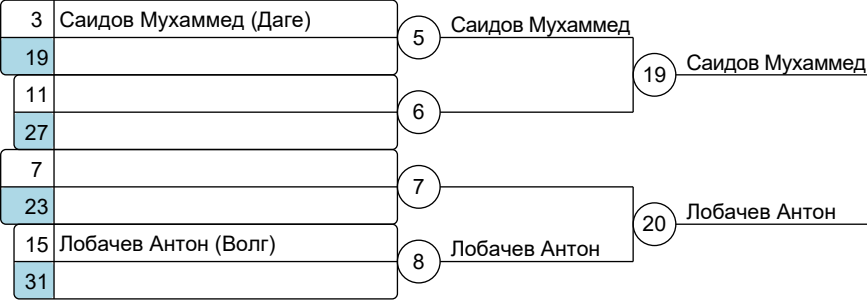 3 Саидов Мухаммед (Даге)
19
11
27
7
23
15 Лобачев Антон (Волг)
31
5 Саидов Мухаммед
6
7
8 Лобачев Антон
19 Саидов Мухаммед
20 Лобачев Антон